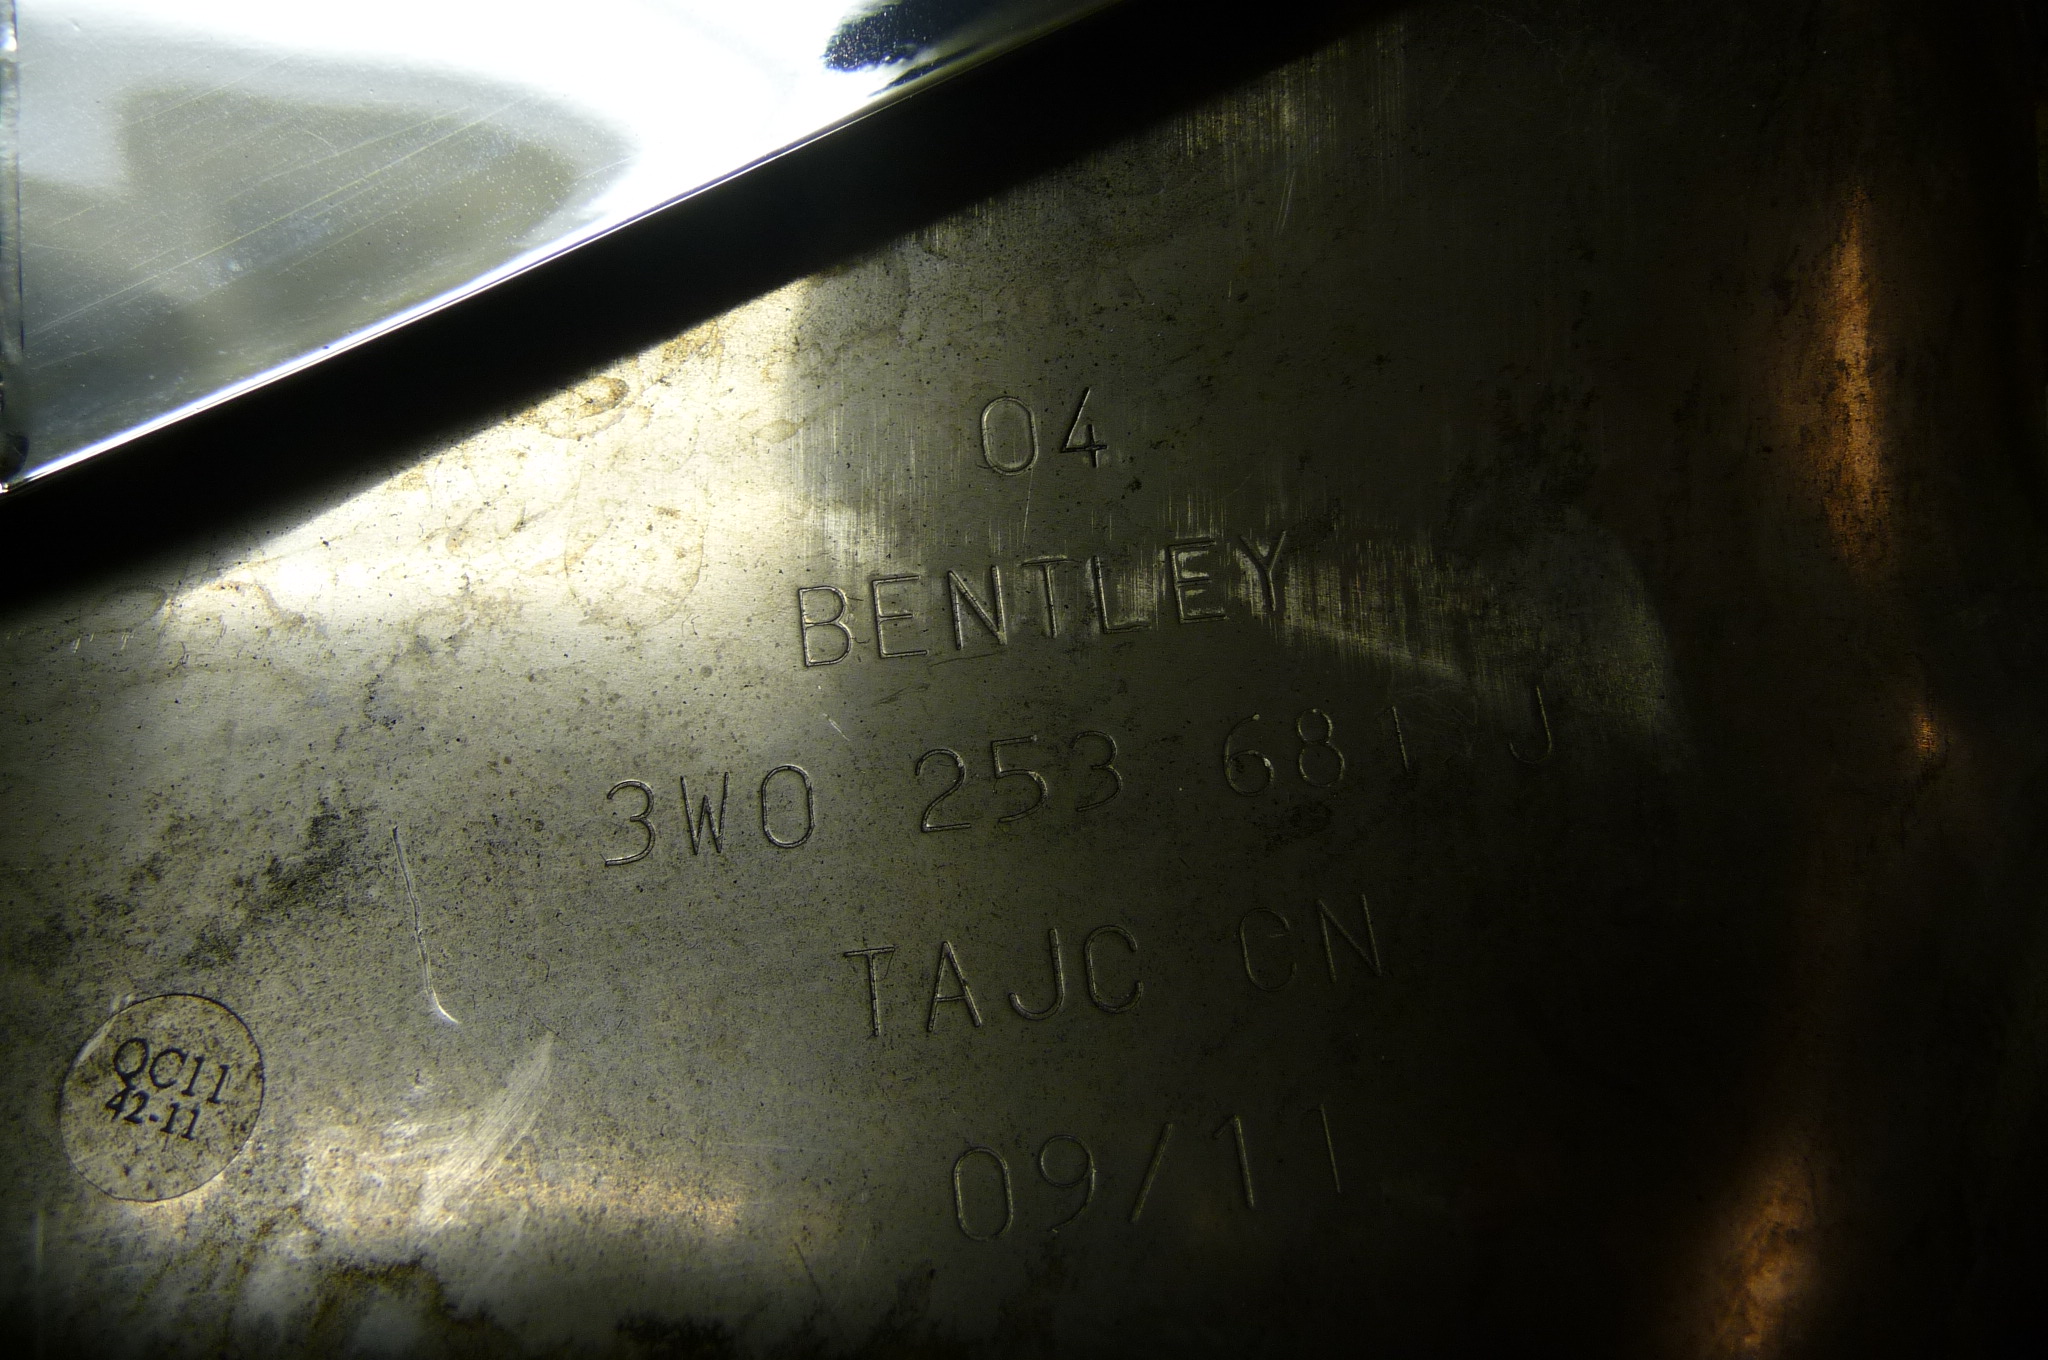 04
BENTLEY
3W0 253 681 J
TAJC CN
09/11
QC11
42-11